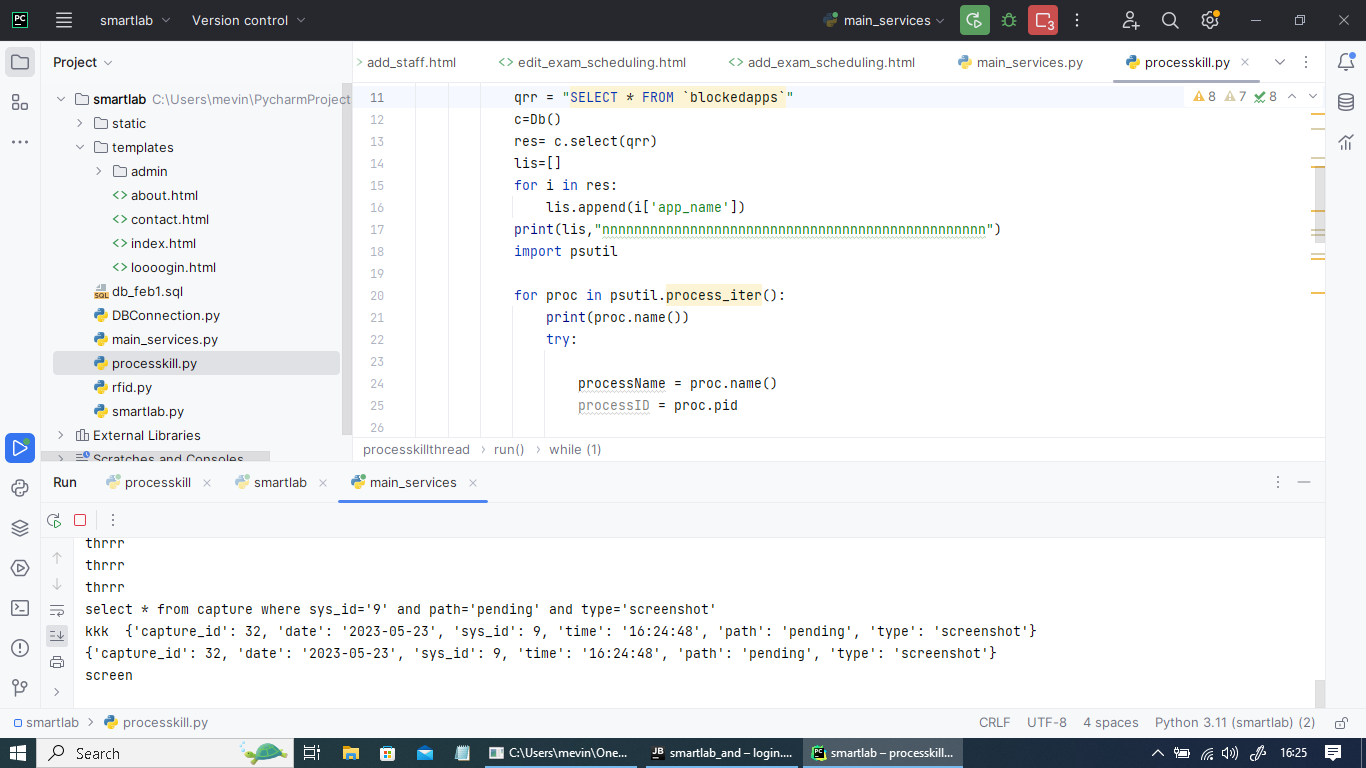 PC smartlab Version control main_services 3
Project
add_staff.html edit_exam_scheduling.html add_exam_scheduling.html main_services.py processkill.py
smartlab C:\Users\mevin\PycharmProject
static
templates
admin
about.html
contact.html
index.html
loooogin.html
SQL db_feb1.sql
DBConnection.py
main_services.py
processkill.py
rfid.py
smartlab.py
External Libraries
Scratches and Consoles
8 7 8
11 qrr = "SELECT * FROM `blockedapps`"
12 c=Db()
13 res= c.select(qrr)
14 lis=[]
15 for i in res:
16 lis.append(i['app_name'])
17 print(lis,"nnnnnnnnnnnnnnnnnnnnnnnnnnnnnnnnnnnnnnnnnnnnnnnn")
18 import psutil
19
20 for proc in psutil.process_iter():
21 print(proc.name())
22 try:
23
24 processName = proc.name()
25 processID = proc.pid
26
processkillthread › run() › while (1)
Run processkill smartlab main_services
thrrr
thrrr
thrrr
select * from capture where sys_id='9' and path='pending' and type='screenshot'
kkk  {'capture_id': 32, 'date': '2023-05-23', 'sys_id': 9, 'time': '16:24:48', 'path': 'pending', 'type': 'screenshot'}
{'capture_id': 32, 'date': '2023-05-23', 'sys_id': 9, 'time': '16:24:48', 'path': 'pending', 'type': 'screenshot'}
screen
smartlab › processkill.py CRLF UTF-8 4 spaces Python 3.11 (smartlab) (2)
Search C:\Users\mevin\One... JB smartlab_and – login.... PC smartlab – processkill... 16:25